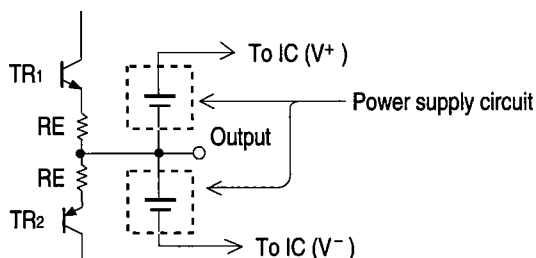 To IC (V+)
TR1
Power supply circuit
RE
Output
RE
TR2
To IC (V−)